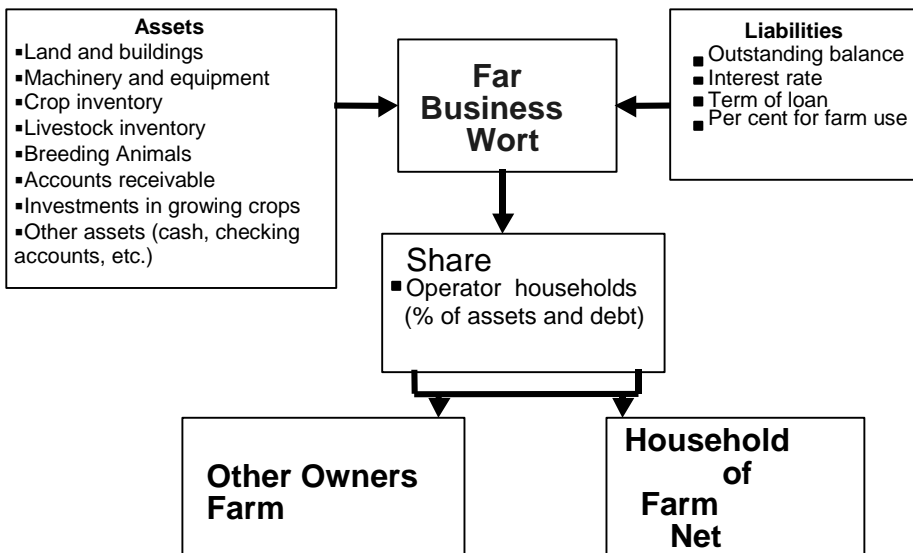 Assets
▪Land and buildings
▪Machinery and equipment
▪Crop inventory
▪Livestock inventory
▪Breeding Animals
▪Accounts receivable
▪Investments in growing crops
▪Other assets (cash, checking
accounts, etc.)
Far
Business
Wort
Liabilities
▪Outstanding balance
▪Interest rate
▪Term of loan
▪Per cent for farm use
Share
▪Operator households
(% of assets and debt)
Other Owners
Farm
Household
of
Farm
Net